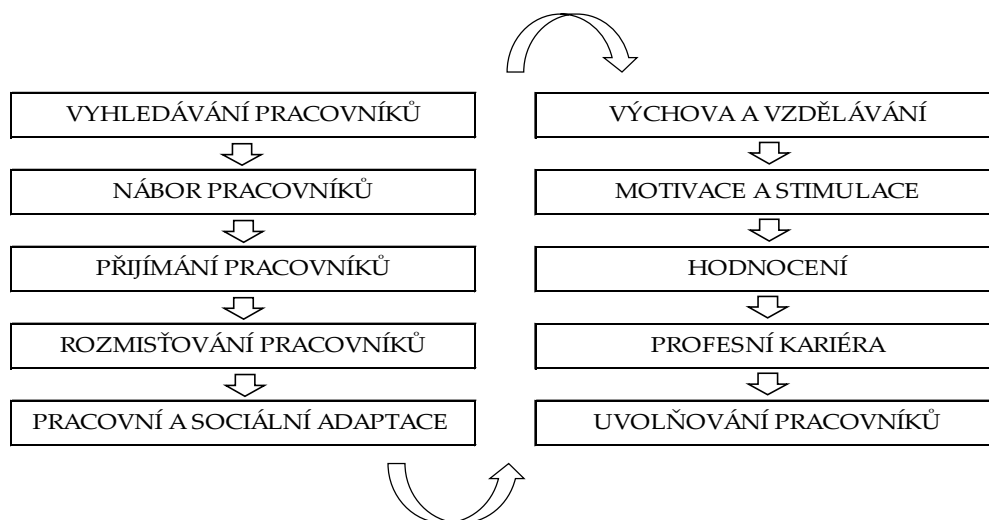 VYHLEDÁVÁNÍ PRACOVNÍKŮ
NÁBOR PRACOVNÍKŮ
PŘIJÍMÁNÍ PRACOVNÍKŮ
ROZMISŤOVÁNÍ PRACOVNÍKŮ
PRACOVNÍ A SOCIÁLNÍ ADAPTACE
VÝCHOVA A VZDĚLÁVÁNÍ
MOTIVACE A STIMULACE
HODNOCENÍ
PROFESNÍ KARIÉRA
UVOLŇOVÁNÍ PRACOVNÍKŮ